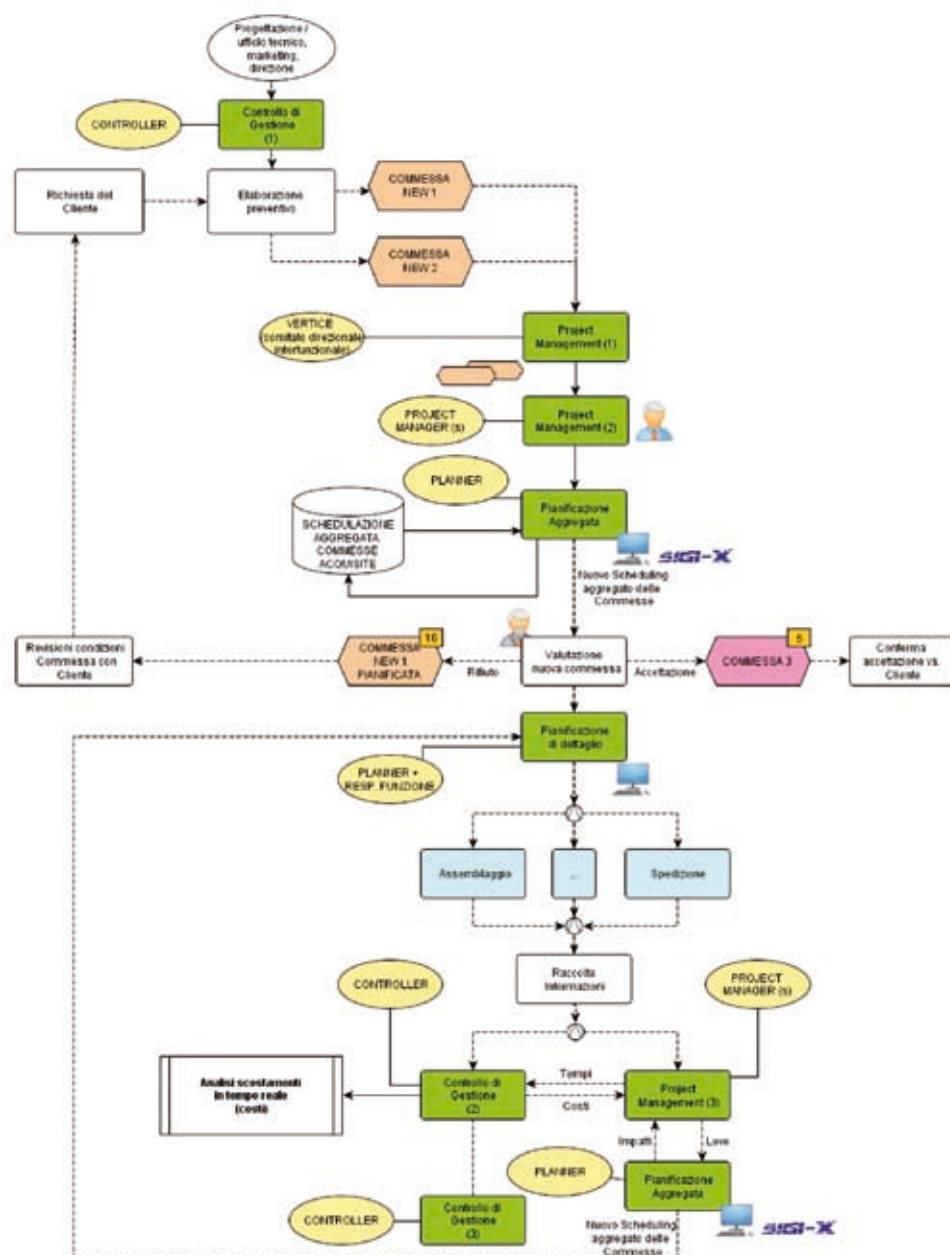 Progettazione /
ufficio tecnico,
marketing,
direzione
CONTROLLER
Controllo di
Gestione
(1)
Richiesta del
Cliente
Elaborazione
preventivo
COMMESSA
NEW 1
COMMESSA
NEW 2
VERTICE
(comitato direzionale
interfunzionale)
Project
Management (1)
PROJECT
MANAGER (s)
Project
Management (2)
PLANNER
Pianificazione
Aggregata
SCHEDULAZIONE
AGGREGATA
COMMESSE
ACQUISITE
SIGI-X
Nuovo Scheduling
aggregato delle
Commesse
Revisioni condizioni
Commessa con
Cliente
16
COMMESSA
NEW 1
PIANIFICATA
Rifiuto
Valutazione
nuova commessa
Accettazione
5
COMMESSA 3
Conferma
accettazione vs.
Cliente
Pianificazione
di dettaglio
PLANNER +
RESP. FUNZIONE
Assemblaggio
...
Spedizione
Raccolta
Informazioni
CONTROLLER
PROJECT
MANAGER (s)
Analisi scostamenti
in tempo reale
(costi)
Controllo di
Gestione
(2)
Tempi
Costi
Project
Management (3)
Impatti
Leve
PLANNER
Pianificazione
Aggregata
CONTROLLER
Controllo di
Gestione
(3)
SIGI-X
Nuovo Scheduling
aggregato delle
Commesse